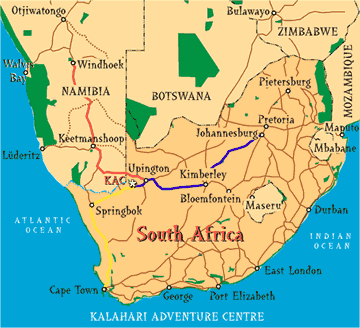 Otjiwatongo
Bulawayo
ZIMBABWE
Walvis
Bay
Windhoek
MOZAMBIQUE
Pietersburg
NAMIBIA
BOTSWANA
Pretoria
Johannesburg
Maputo
Keetmanshoop
Mbabane
Lüderitz
Upington
Kimberley
KAC
Bloemfontein
Maseru
Springbok
Durban
ATLANTIC
OCEAN
South Africa
INDIAN
OCEAN
East London
Cape Town
George
Port Elizabeth
KALAHARI ADVENTURE CENTRE